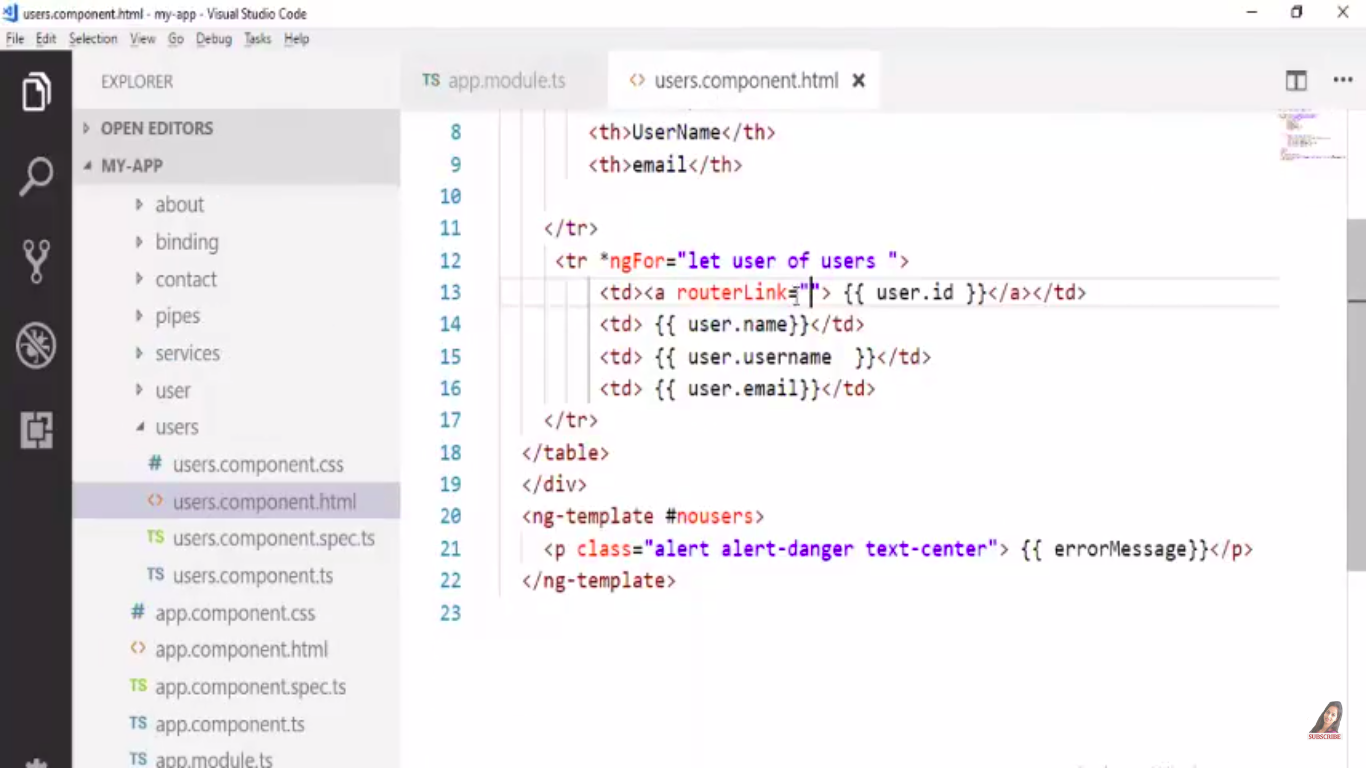 users.component.html - my-app - Visual Studio Code
File Edit Selection View Go Debug Tasks Help
EXPLORER
OPEN EDITORS
MY-APP
about
binding
contact
pipes
services
user
users
# users.component.css
<> users.component.html
TS users.component.spec.ts
TS users.component.ts
# app.component.css
<> app.component.html
TS app.component.spec.ts
TS app.component.ts
TS app.module.ts
TS app.module.ts
<> users.component.html
8 <th>UserName</th>
9 <th>email</th>
10
11 </tr>
12 <tr *ngFor="let user of users ">
13 <td><a routerLink=""> {{ user.id }}</a></td>
14 <td> {{ user.name}}</td>
15 <td> {{ user.username  }}</td>
16 <td> {{ user.email}}</td>
17 </tr>
18 </table>
19 </div>
20 <ng-template #nousers>
21 <p class="alert alert-danger text-center"> {{ errorMessage}}</p>
22 </ng-template>
23
SUBSCRIBE